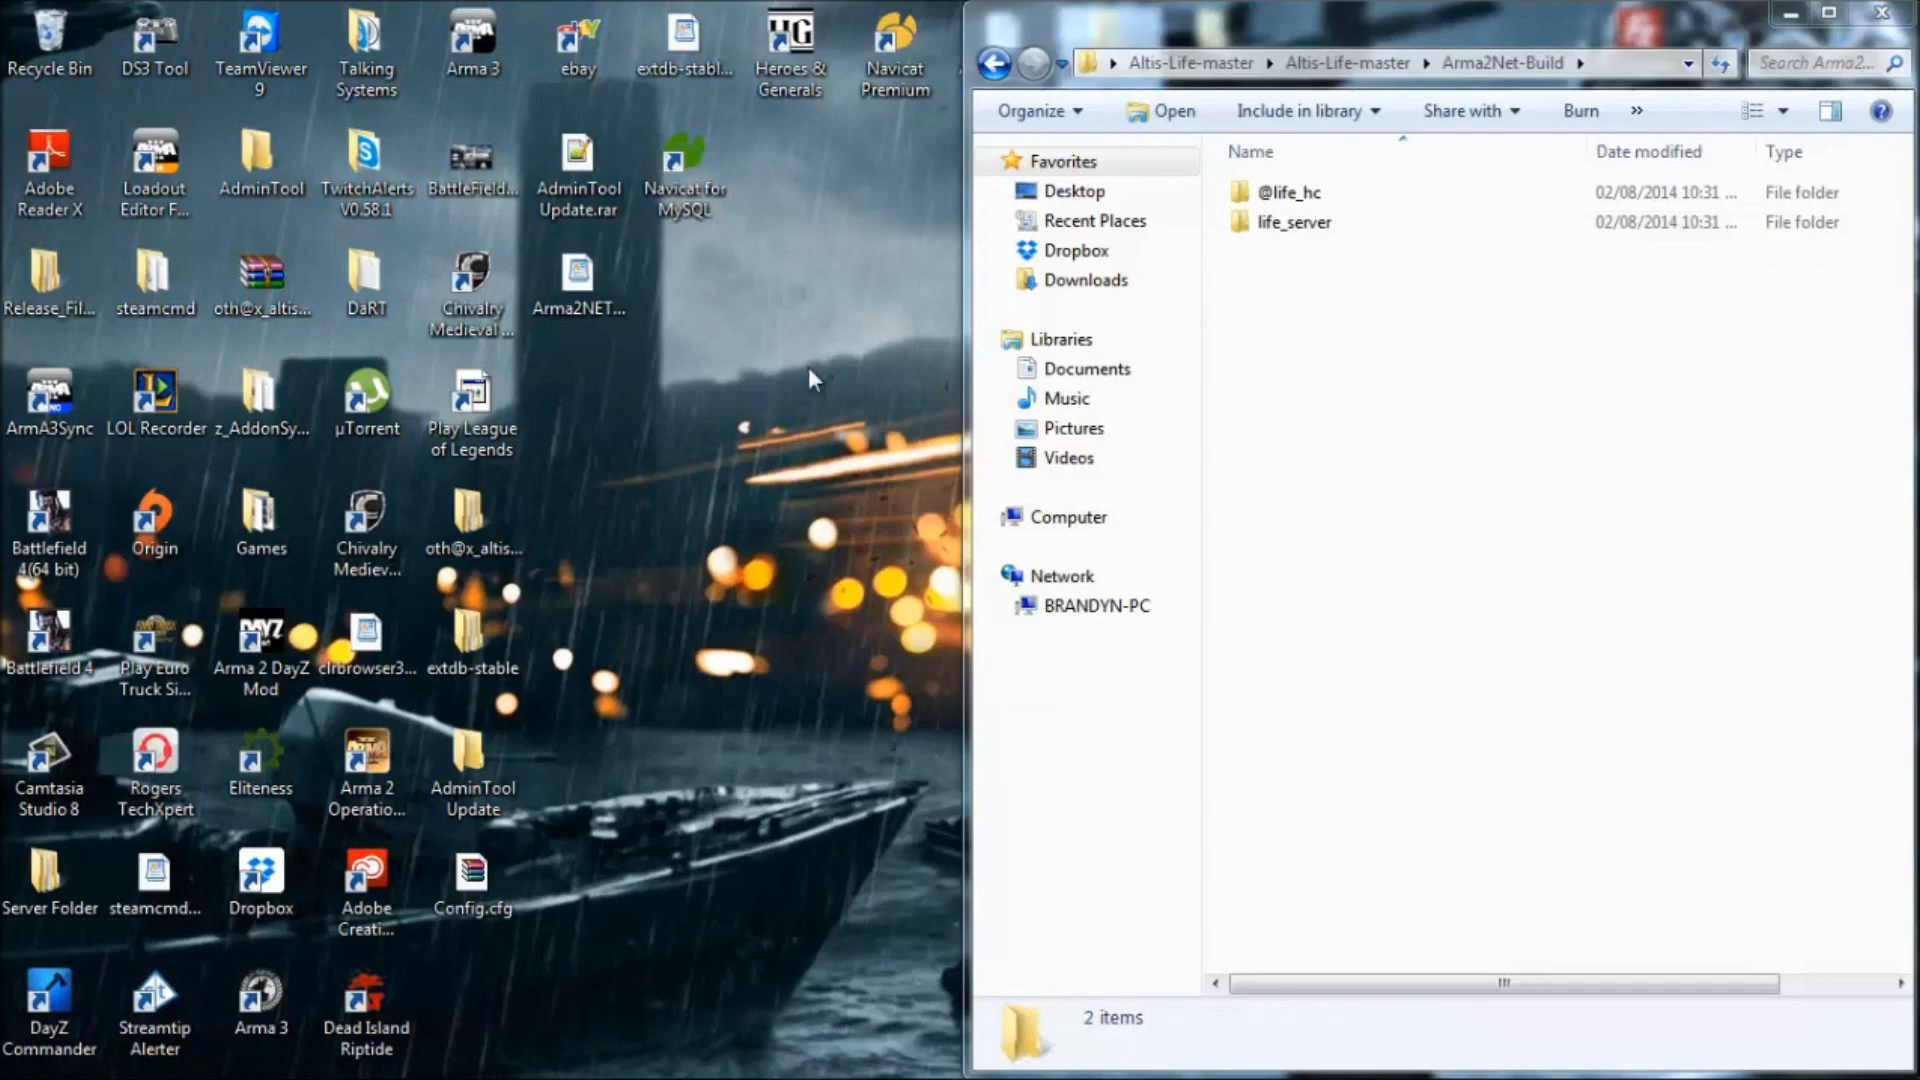 Recycle Bin
DS3 Tool
TeamViewer
9
Talking
Systems
Arma 3
ebay
extdb-stabl...
Heroes &
Generals
Navicat
Premium
Adobe
Reader X
Loadout
Editor F...
AdminTool
TwitchAlerts
V0.58.1
BattleField...
AdminTool
Update.rar
Navicat for
MySQL
Release_Fil...
steamcmd
oth@x_altis...
DaRT
Chivalry
Medieval ...
Arma2NET...
ArmA3Sync
LOL Recorder
z_AddonSy...
µTorrent
Play League
of Legends
Battlefield
4(64 bit)
Origin
Games
Chivalry
Mediev...
oth@x_altis...
Battlefield 4
Play Euro
Truck Si...
Arma 2 DayZ
Mod
clrbrowser3...
extdb-stable
Camtasia
Studio 8
Rogers
TechXpert
Eliteness
Arma 2
Operatio...
AdminTool
Update
Server Folder
steamcmd...
Dropbox
Adobe
Creati...
Config.cfg
DayZ
Commander
Streamtip
Alerter
Arma 3
Dead Island
Riptide
Altis-Life-master
Altis-Life-master
Arma2Net-Build
Search Arma2...
Organize
Open
Include in library
Share with
Burn
»
Favorites
Desktop
Recent Places
Dropbox
Downloads
Libraries
Documents
Music
Pictures
Videos
Computer
Network
BRANDYN-PC
Name
Date modified
Type
@life_hc
02/08/2014 10:31 ...
File folder
life_server
02/08/2014 10:31 ...
File folder
2 items